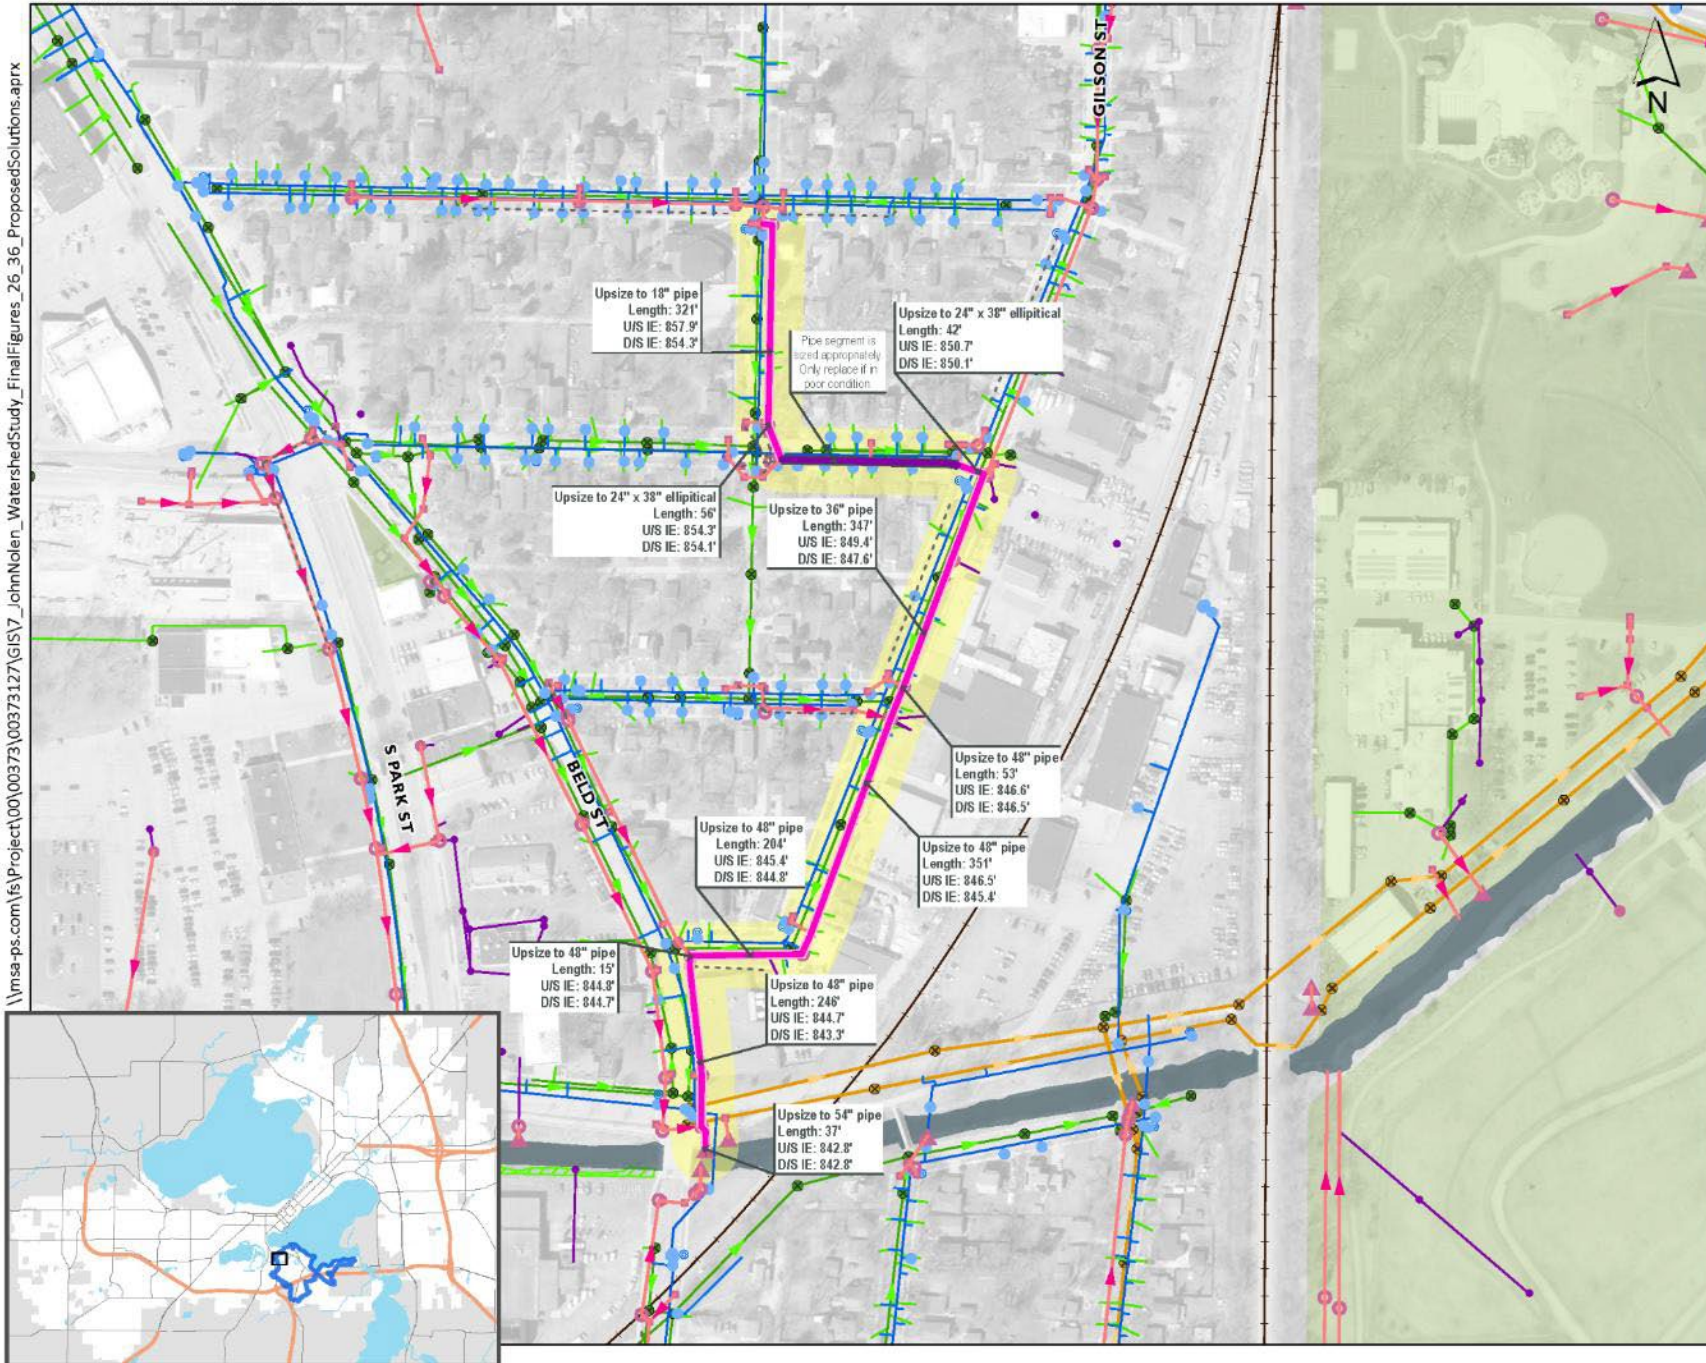 \\msa-ps.com\fs\Project\00\00373\00373127\GIS\7_JohnNolen_WatershedStudy_FinalFigures_26_36_ProposedSolutions.aprx
GILSON ST
N
Upsize to 18" pipe
Length: 321'
U/S IE: 857.9'
D/S IE: 854.3'
Pipe segment is
sized appropriately
Only replace if in
poor condition
Upsize to 24" x 38" ellipitical
Length: 42'
U/S IE: 850.7'
D/S IE: 850.1'
Upsize to 24" x 38" ellipitical
Length: 56'
U/S IE: 854.3'
D/S IE: 854.1'
Upsize to 36" pipe
Length: 347'
U/S IE: 849.4'
D/S IE: 847.6'
S PARK ST
BELD ST
Upsize to 48" pipe
Length: 53'
U/S IE: 846.6'
D/S IE: 846.5'
Upsize to 48" pipe
Length: 204'
U/S IE: 845.4'
D/S IE: 844.8'
Upsize to 48" pipe
Length: 351'
U/S IE: 846.5'
D/S IE: 845.4'
Upsize to 48" pipe
Length: 15'
U/S IE: 844.8'
D/S IE: 844.7'
Upsize to 48" pipe
Length: 246'
U/S IE: 844.7'
D/S IE: 843.3'
Upsize to 54" pipe
Length: 37'
U/S IE: 842.8'
D/S IE: 842.8'